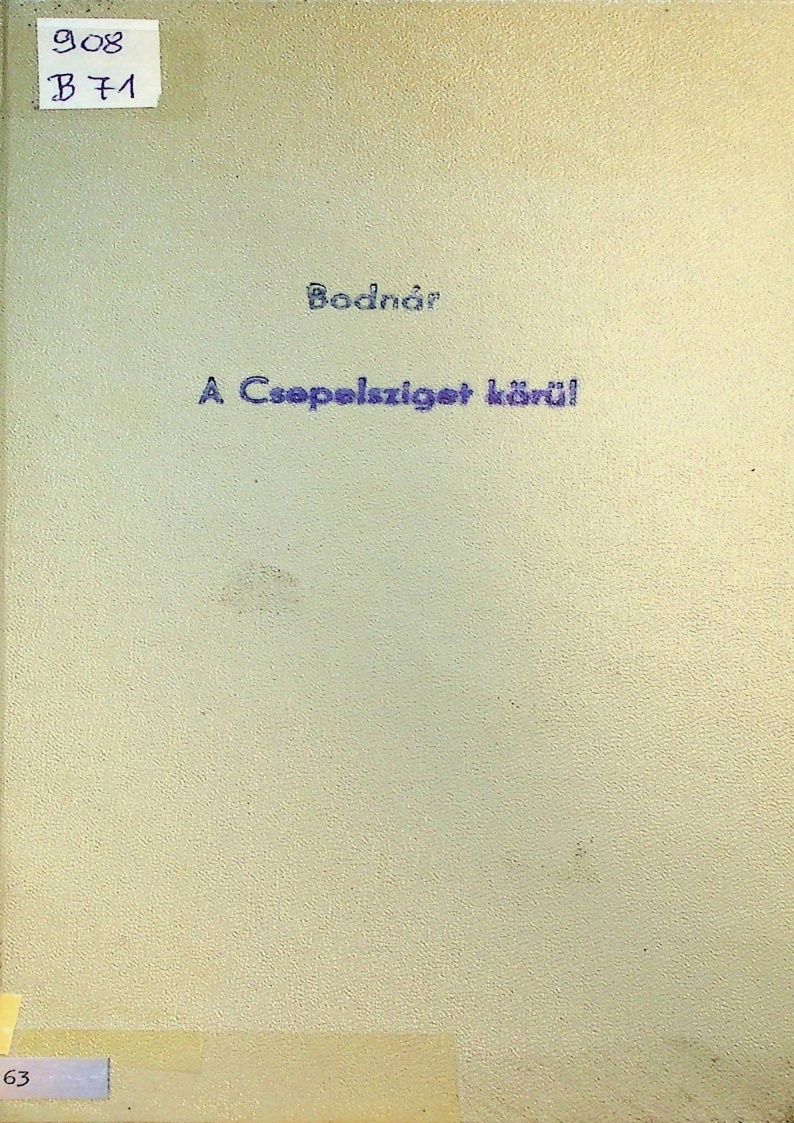 908
B 71
Bodnár
A Csepelsziget körül
63